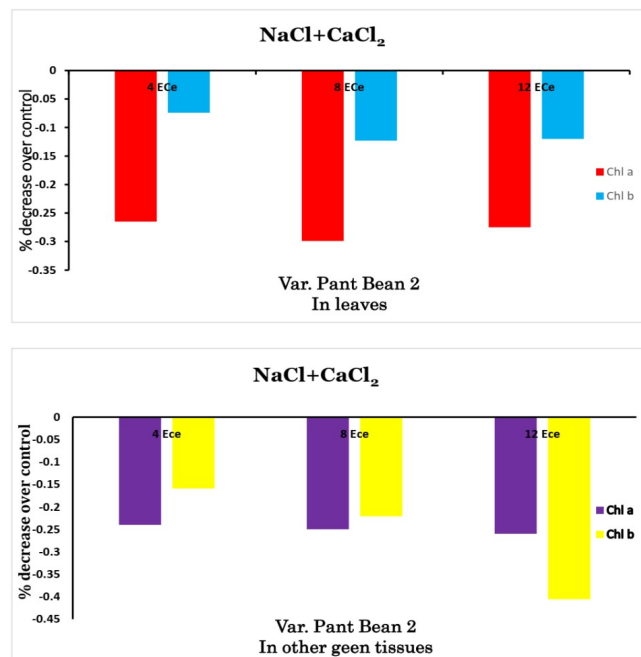 NaCl+CaCl₂
% decrease over control
0
-0.05
-0.1
-0.15
-0.2
-0.25
-0.3
-0.35
4 ECe
8 ECe
12 ECe
Chl a
Chl b
Var. Pant Bean 2
In leaves
NaCl+CaCl₂
% decrease over control
0
-0.05
-0.1
-0.15
-0.2
-0.25
-0.3
-0.35
-0.4
-0.45
4 Ece
8 Ece
12 Ece
Chl a
Chl b
Var. Pant Bean 2
In other geen tissues